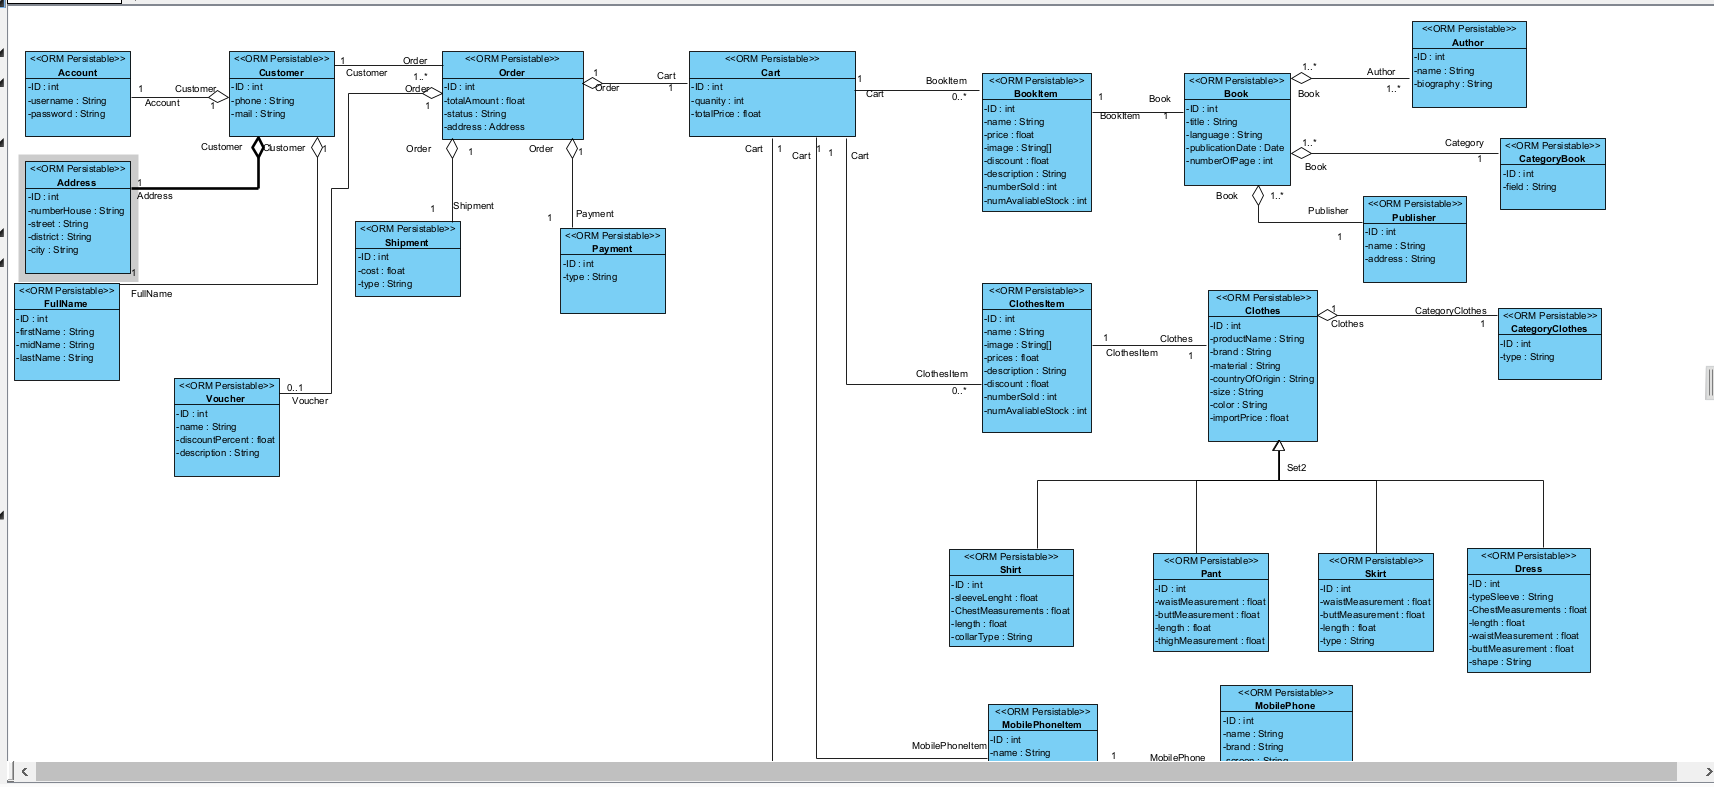 <<ORM Persistable>>
Account
-ID : int
-username : String
-password : String
1
Account
Customer
1
<<ORM Persistable>>
Customer
-ID : int
-phone : String
-mail : String
1
Customer
Order
1..*
Order
1
<<ORM Persistable>>
Order
-ID : int
-totalAmount : float
-status : String
-address : Address
1
Order
Cart
1
<<ORM Persistable>>
Cart
-ID : int
-quanity : int
-totalPrice : float
1
Cart
BookItem
0..*
<<ORM Persistable>>
BookItem
-ID : int
-name : String
-price : float
-image : String[]
-discount : float
-description : String
-numberSold : int
-numAvaliableStock : int
1
BookItem
Book
1
<<ORM Persistable>>
Book
-ID : int
-title : String
-language : String
-publicationDate : Date
-numberOfPage : int
1..*
Book
Author
1..*
<<ORM Persistable>>
Author
-ID : int
-name : String
-biography : String
1..*
Book
Category
1
<<ORM Persistable>>
CategoryBook
-ID : int
-field : String
Book
1..*
Publisher
1
<<ORM Persistable>>
Publisher
-ID : int
-name : String
-address : String
Customer
Customer
1
<<ORM Persistable>>
Address
-ID : int
-numberHouse : String
-street : String
-district : String
-city : String
1
Address
1
FullName
<<ORM Persistable>>
FullName
-ID : int
-firstName : String
-midName : String
-lastName : String
Order
1
Shipment
1
<<ORM Persistable>>
Shipment
-ID : int
-cost : float
-type : String
Order
1
Payment
1
<<ORM Persistable>>
Payment
-ID : int
-type : String
0..1
Voucher
<<ORM Persistable>>
Voucher
-ID : int
-name : String
-discountPercent : float
-description : String
Cart
1
Cart
1
1
Cart
ClothesItem
0..*
<<ORM Persistable>>
ClothesItem
-ID : int
-name : String
-image : String[]
-prices : float
-description : String
-discount : float
-numberSold : int
-numAvaliableStock : int
1
ClothesItem
Clothes
1
<<ORM Persistable>>
Clothes
-ID : int
-productName : String
-brand : String
-material : String
-countryOfOrigin : String
-size : String
-color : String
-importPrice : float
1
Clothes
CategoryClothes
1
<<ORM Persistable>>
CategoryClothes
-ID : int
-type : String
Set2
<<ORM Persistable>>
Shirt
-ID : int
-sleeveLenght : float
-ChestMeasurements : float
-length : float
-collarType : String
<<ORM Persistable>>
Pant
-ID : int
-waistMeasurement : float
-buttMeasurement : float
-length : float
-thighMeasurement : float
<<ORM Persistable>>
Skirt
-ID : int
-waistMeasurement : float
-buttMeasurement : float
-length : float
-type : String
<<ORM Persistable>>
Dress
-ID : int
-typeSleeve : String
-ChestMeasurements : float
-length : float
-waistMeasurement : float
-buttMeasurement : float
-shape : String
MobilePhoneItem
<<ORM Persistable>>
MobilePhoneItem
-ID : int
-name : String
1
MobilePhone
<<ORM Persistable>>
MobilePhone
-ID : int
-name : String
-brand : String